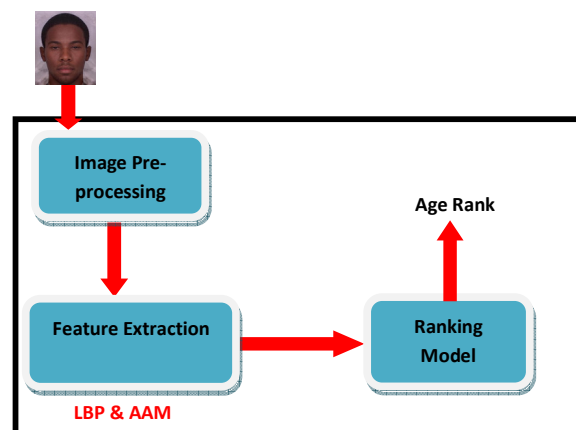 Image Pre-
processing
Age Rank
Feature Extraction
Ranking
Model
LBP & AAM